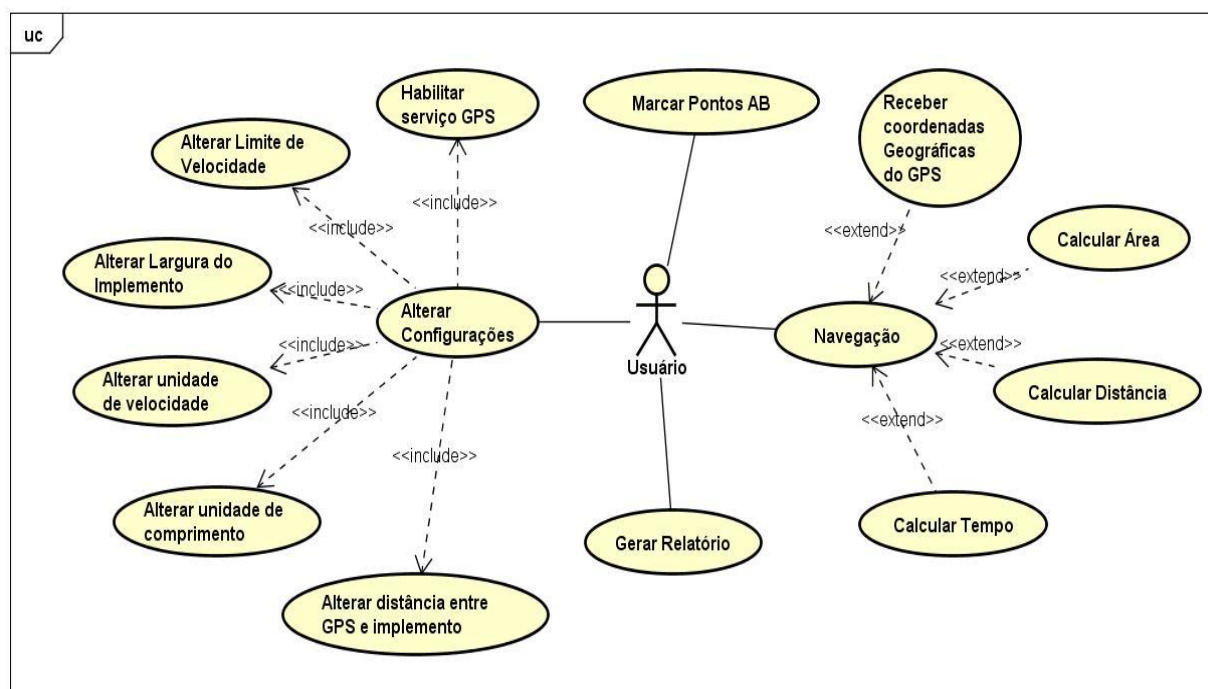 uc
Habilitar
serviço GPS
Marcar Pontos AB
Receber
coordenadas
Geográficas
do GPS
Alterar Limite de
Velocidade
<<include>>
<<include>>
<<extend>>
Calcular Área
Alterar Largura do
Implemento
<<include>>
<<extend>>
Alterar
Configurações
Navegação
<<include>>
<<extend>>
Usuário
Alterar unidade
de velocidade
Calcular Distância
<<include>>
<<extend>>
<<include>>
Alterar unidade de
comprimento
Calcular Tempo
Gerar Relatório
Alterar distância entre
GPS e implemento